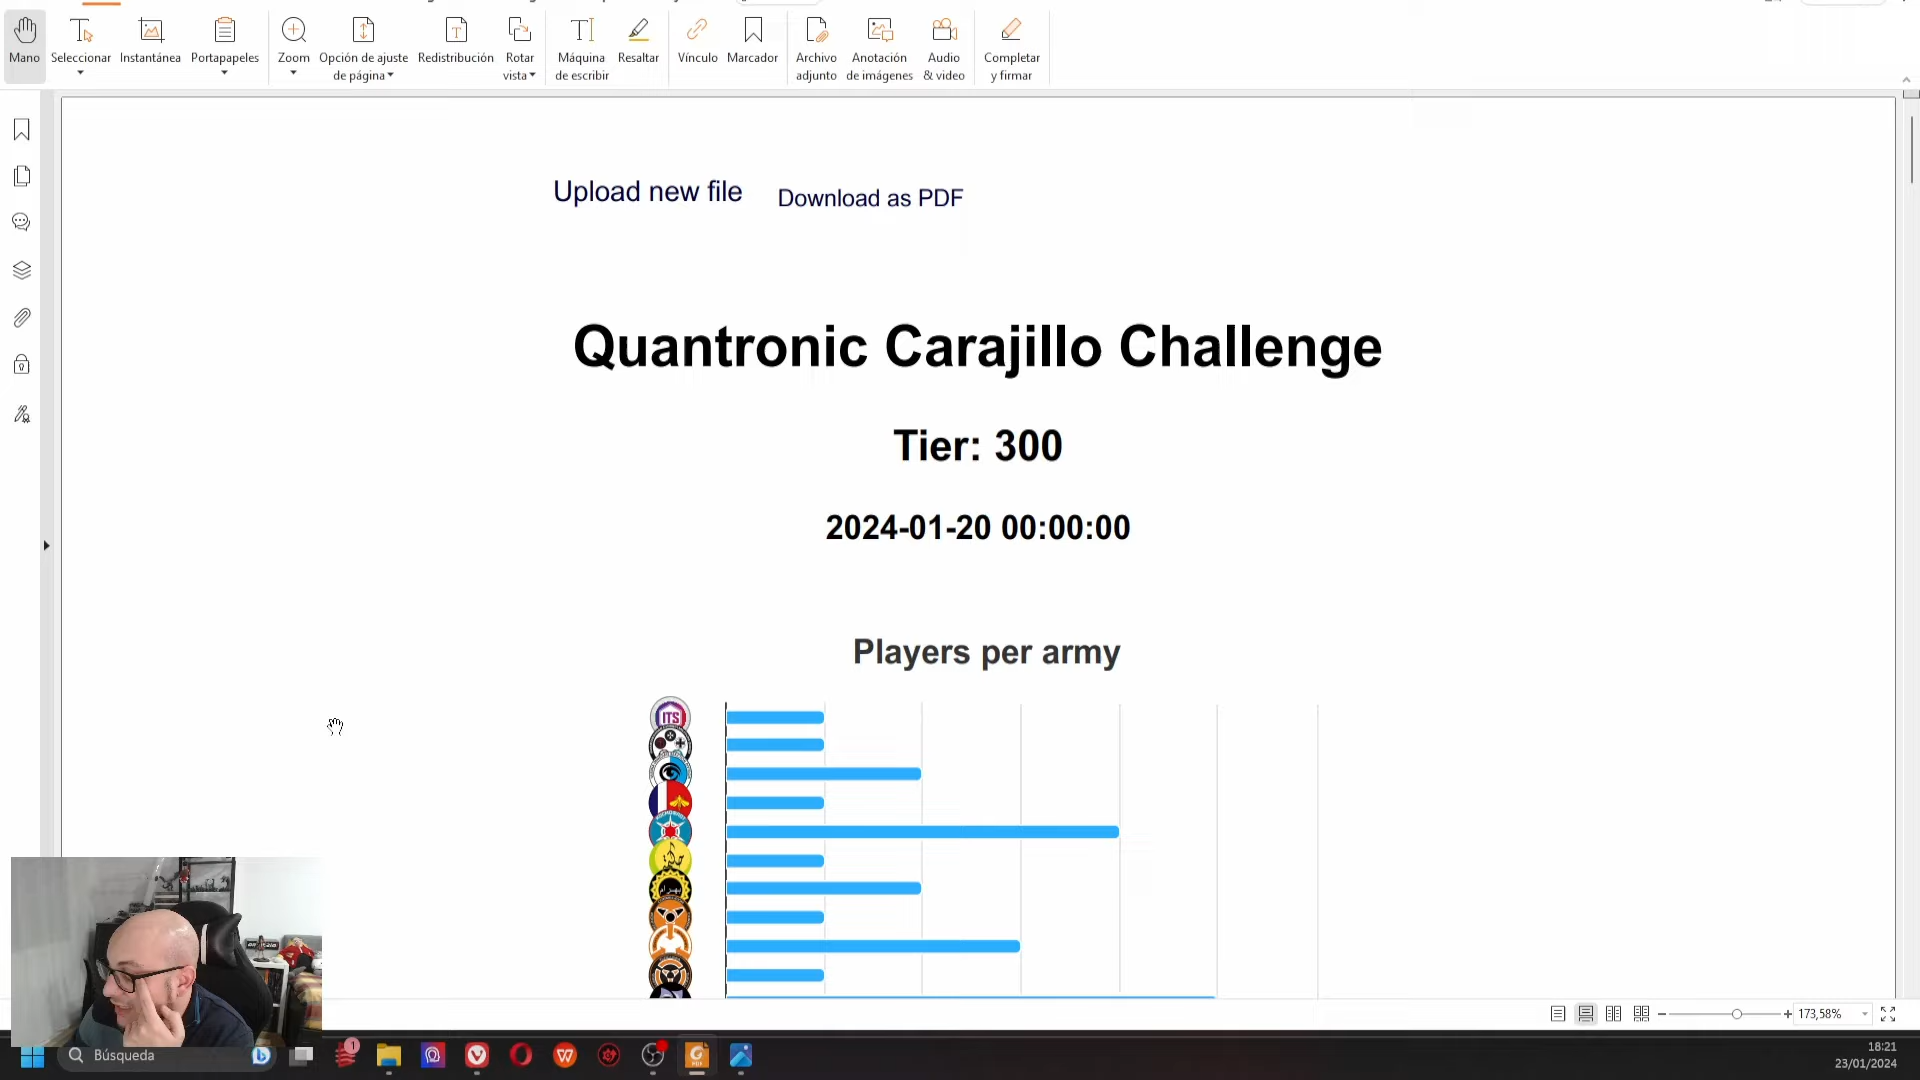 Mano
Seleccionar
Instantánea
Portapapeles
Zoom
Opción de ajuste
de página
Redistribución
Rotar
vista
Máquina
de escribir
Resaltar
Vínculo
Marcador
Archivo
adjunto
Anotación
de imágenes
Audio
& video
Completar
y firmar
Upload new file
Download as PDF
Quantronic Carajillo Challenge
Tier: 300
2024-01-20 00:00:00
Players per army
ITS
173,58%
Búsqueda
1
18:21
23/01/2024